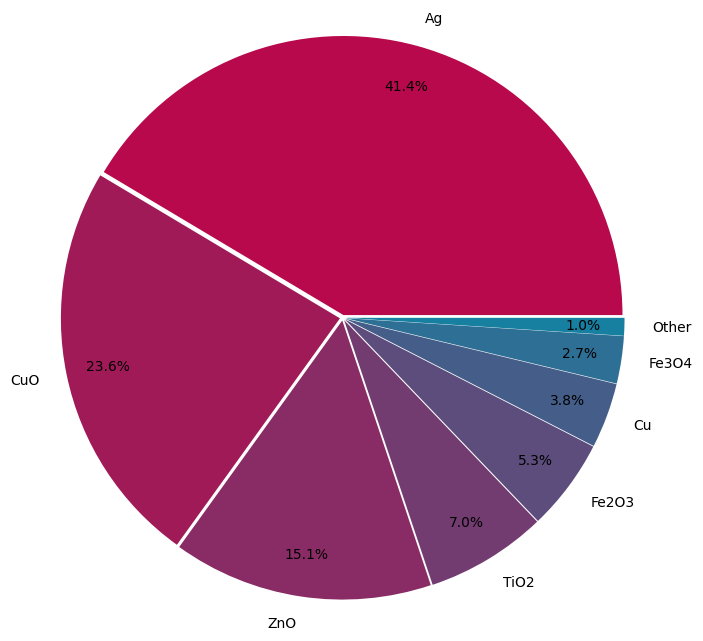 Ag
41.4%
CuO
23.6%
ZnO
15.1%
TiO2
7.0%
Fe2O3
5.3%
Cu
3.8%
Fe3O4
2.7%
Other
1.0%